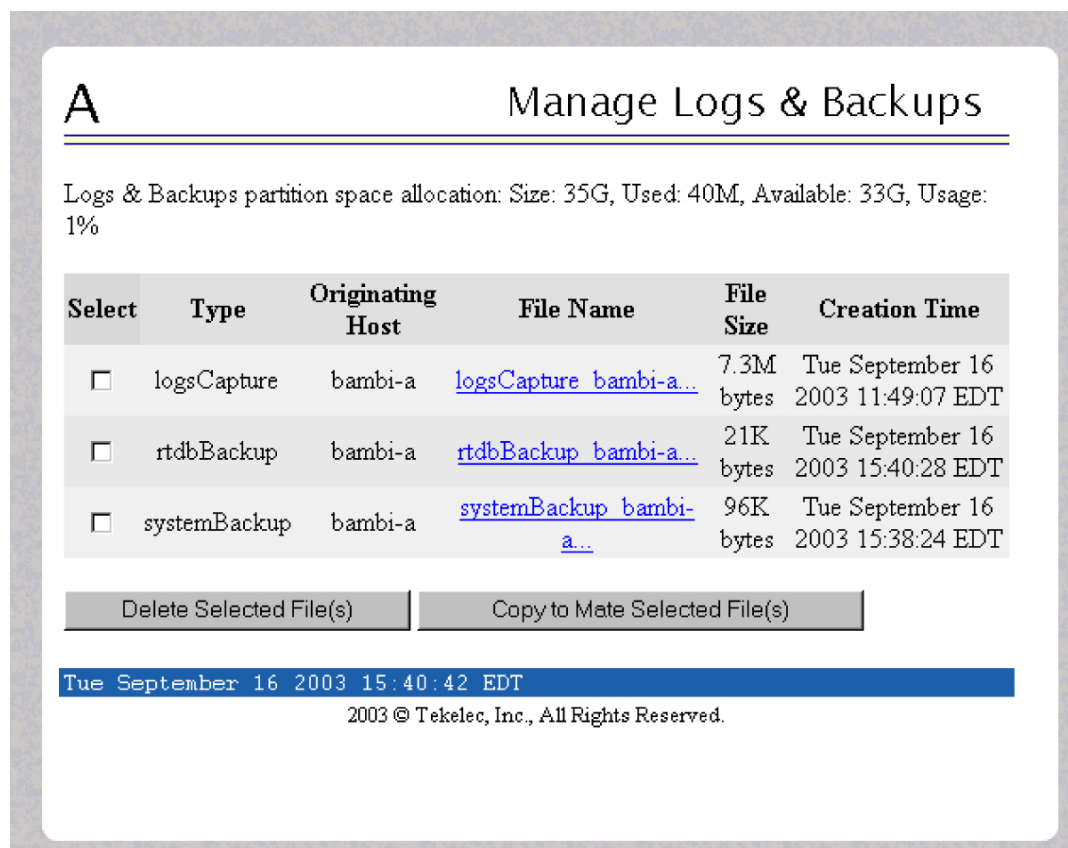 A
Manage Logs & Backups
Logs & Backups partition space allocation: Size: 35G, Used: 40M, Available: 33G, Usage:
1%
Select Type Originating Host File Name File Size Creation Time
logsCapture bambi-a logsCapture_bambi-a... 7.3M bytes Tue September 16 2003 11:49:07 EDT
rtdbBackup bambi-a rtdbBackup_bambi-a... 21K bytes Tue September 16 2003 15:40:28 EDT
systemBackup bambi-a systemBackup_bambi-a... 96K bytes Tue September 16 2003 15:38:24 EDT
Delete Selected File(s) Copy to Mate Selected File(s)
Tue September 16 2003 15:40:42 EDT
2003 © Tekelec, Inc., All Rights Reserved.